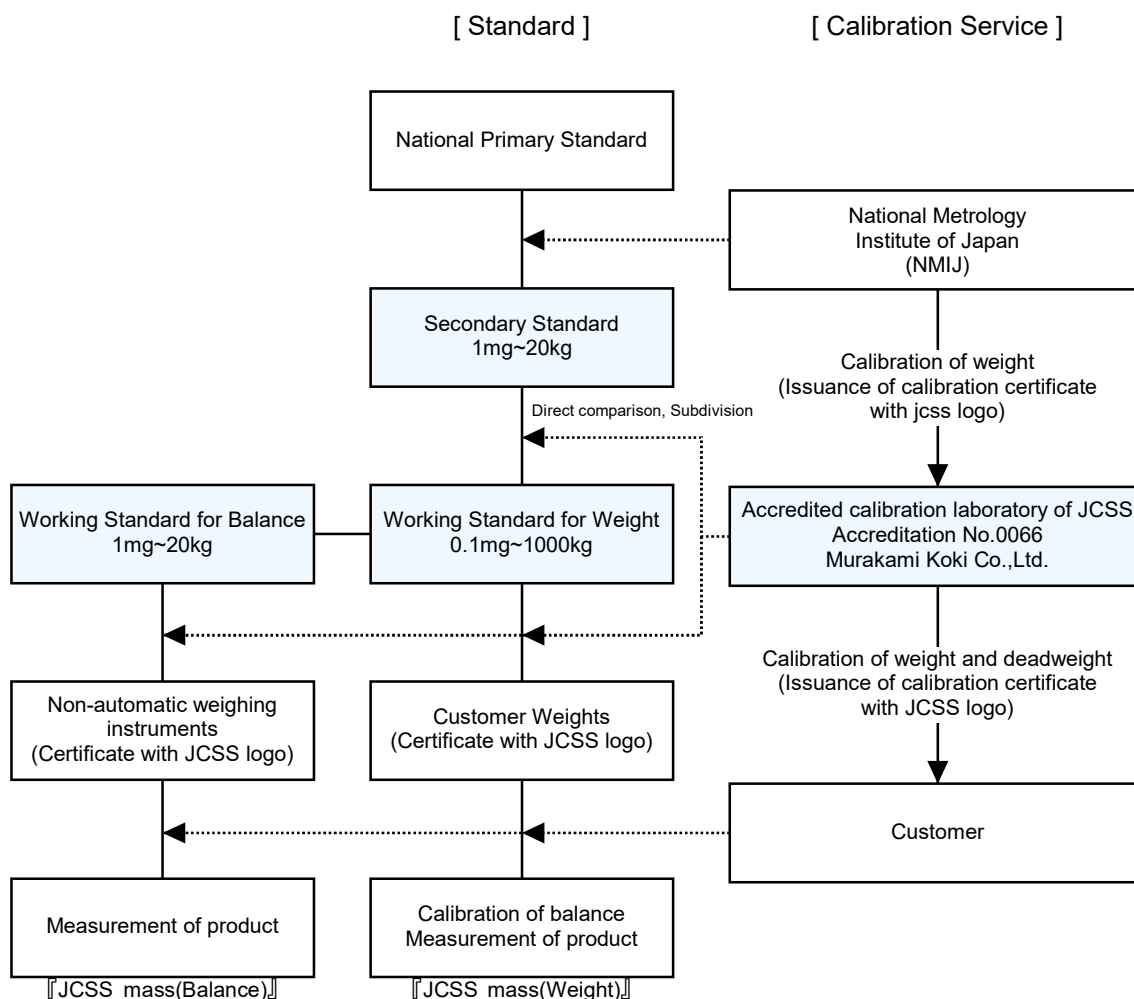 [ Standard ]
[ Calibration Service ]
National Primary Standard
National Metrology
Institute of Japan
(NMIJ)
Secondary Standard
1mg~20kg
Calibration of weight
(Issuance of calibration certificate
with jcss logo)
Direct comparison, Subdivision
Working Standard for Balance
1mg~20kg
Working Standard for Weight
0.1mg~1000kg
Accredited calibration laboratory of JCSS
Accreditation No.0066
Murakami Koki Co.,Ltd.
Calibration of weight and deadweight
(Issuance of calibration certificate
with JCSS logo)
Non-automatic weighing
instruments
(Certificate with JCSS logo)
Customer Weights
(Certificate with JCSS logo)
Customer
Measurement of product
Calibration of balance
Measurement of product
『JCSS mass(Balance)』
『JCSS mass(Weight)』